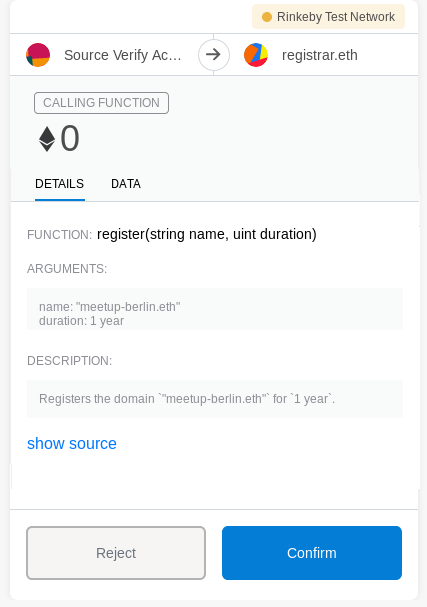 Rinkeby Test Network
Source Verify Ac...
registrar.eth
CALLING FUNCTION
0
DETAILS DATA
FUNCTION: register(string name, uint duration)
ARGUMENTS:
name: "meetup-berlin.eth"
duration: 1 year
DESCRIPTION:
Registers the domain `"meetup-berlin.eth"` for `1 year`.
show source
Reject Confirm